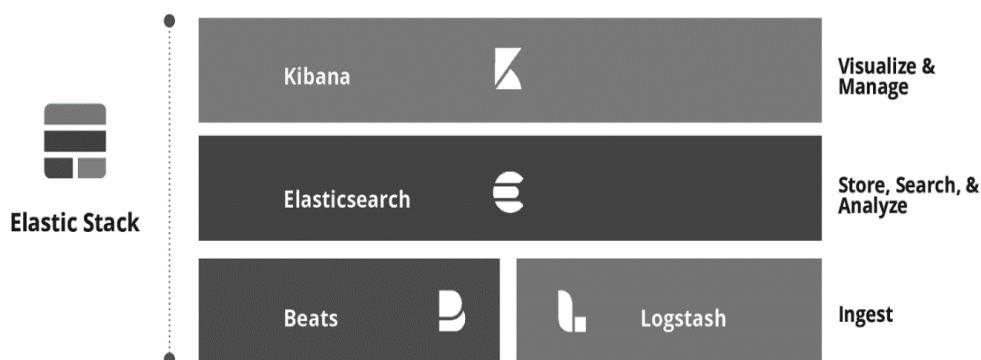 Elastic Stack
Kibana
Visualize &
Manage
Elasticsearch
Store, Search, &
Analyze
Beats
Logstash
Ingest